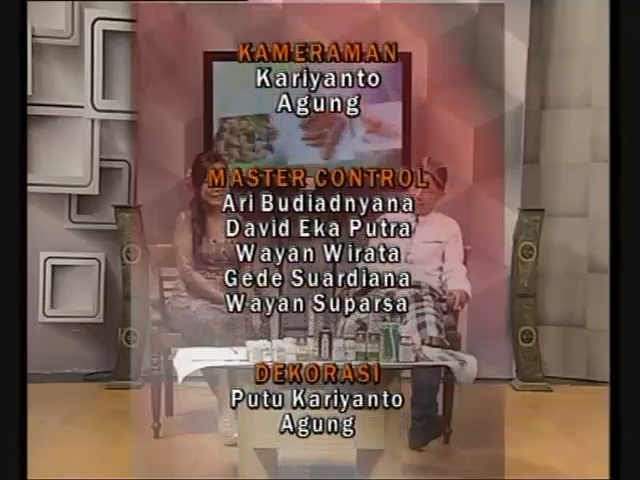 KAMERAMAN
Kariyanto
Agung
MASTER CONTROL
Ari Budiadnyana
David Eka Putra
Wayan Wirata
Gede Suardiana
Wayan Suparsa
DEKORASI
Putu Kariyanto
Agung